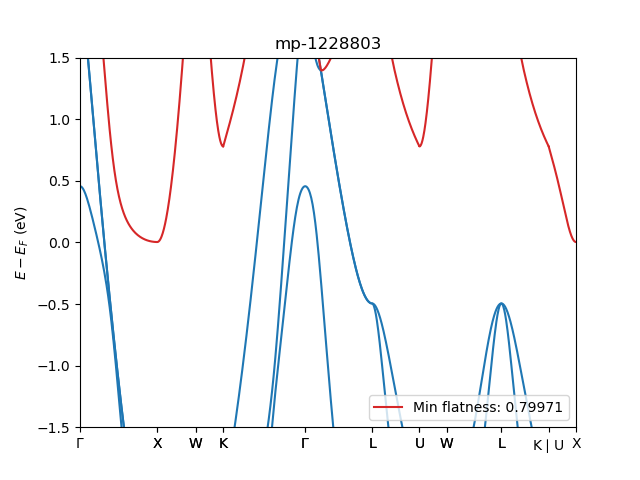 mp-1228803
1.5
1.0
0.5
0.0
−0.5
−1.0
−1.5
E − E_F (eV)
Min flatness: 0.79971
Γ X W K Γ L U W L K | U X